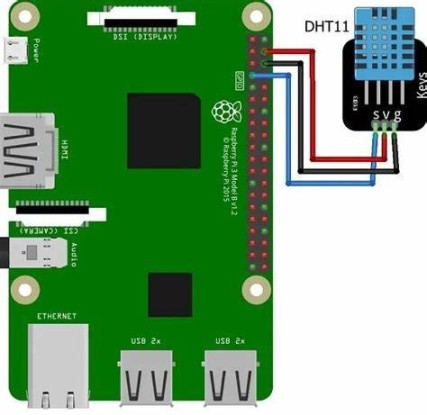 DSI (DISPLAY)
DHT11
Power
GPIO
Keys
S V g
HDMI
Raspberry Pi 3 Model B v1.2
© Raspberry Pi 2015
CSI (CAMERA)
Audio
ETHERNET
USB 2x
USB 2x